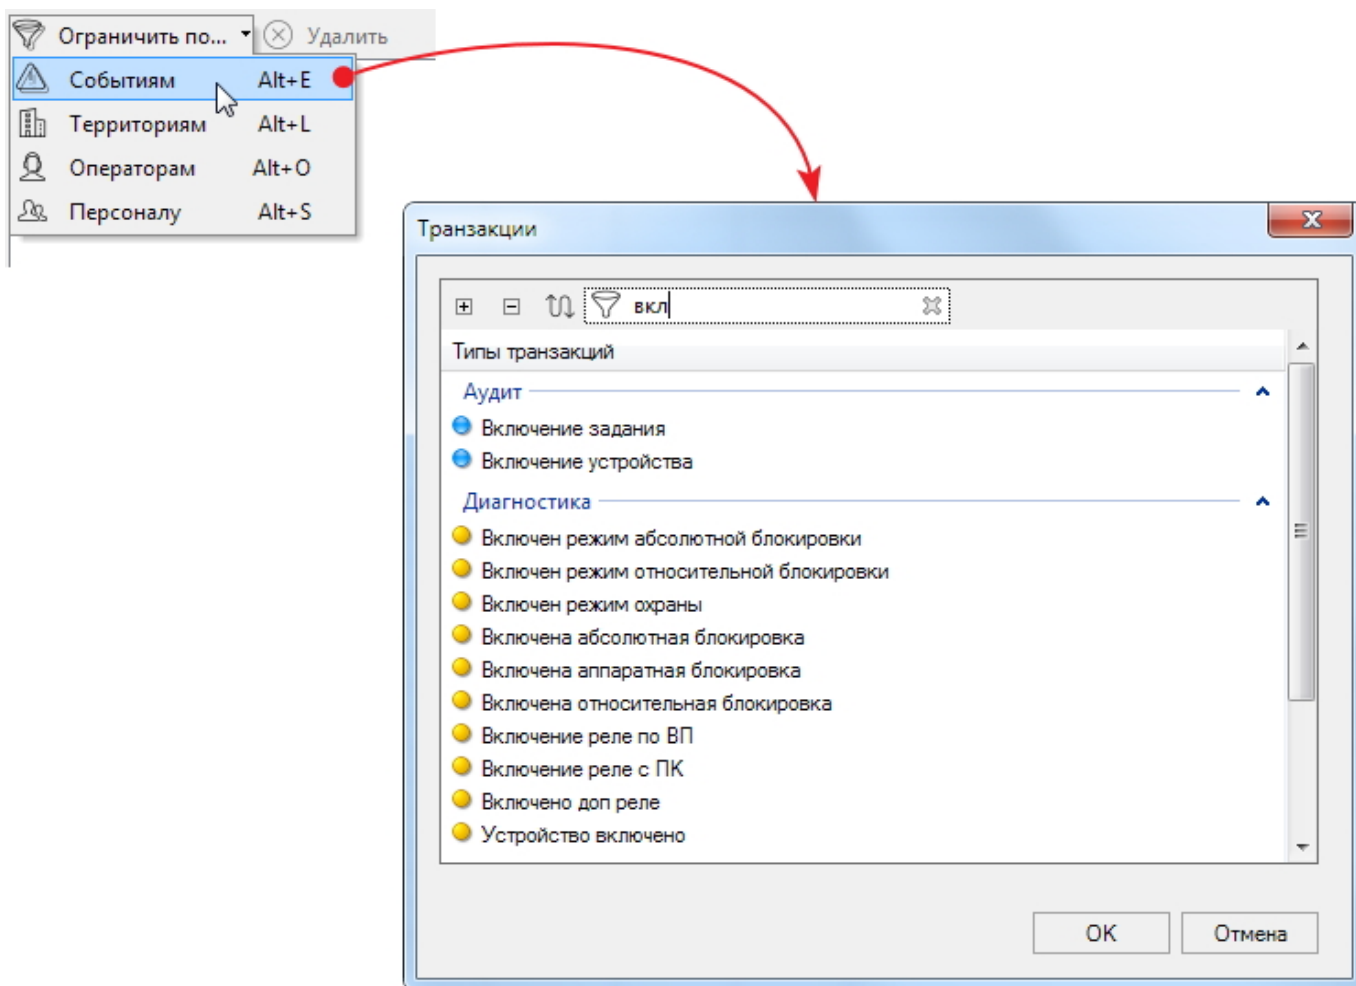 Ограничить по... Удалить
Событиям Alt+E
Территориям Alt+L
Операторам Alt+O
Персоналу Alt+S
Транзакции
вкл
Типы транзакций
Аудит
Включение задания
Включение устройства
Диагностика
Включен режим абсолютной блокировки
Включен режим относительной блокировки
Включен режим охраны
Включена абсолютная блокировка
Включена аппаратная блокировка
Включена относительная блокировка
Включение реле по ВП
Включение реле с ПК
Включено доп реле
Устройство включено
OK Отмена